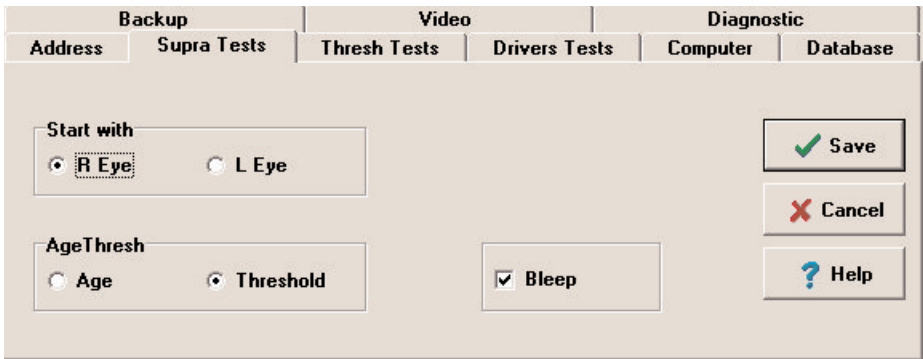 Backup Video Diagnostic
Address Supra Tests Thresh Tests Drivers Tests Computer Database
Start with
R Eye L Eye
Save
Cancel
AgeThresh
Age Threshold
Bleep
Help